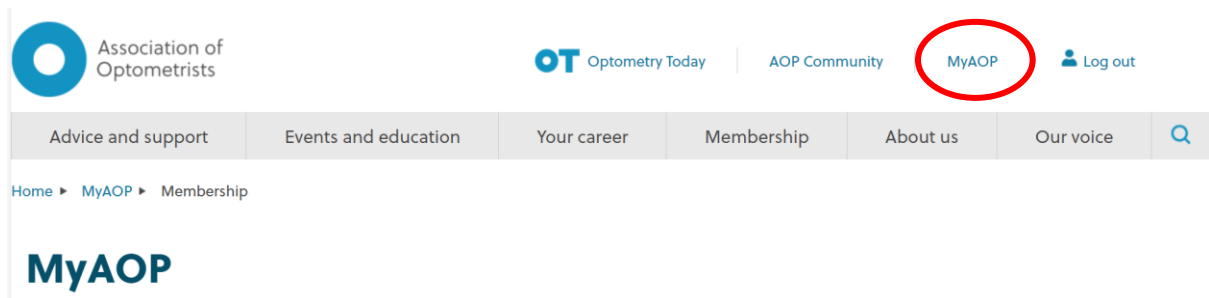 Association of
Optometrists
OT Optometry Today AOP Community MyAOP Log out
Advice and support Events and education Your career Membership About us Our voice
Home ▸ MyAOP ▸ Membership
MyAOP